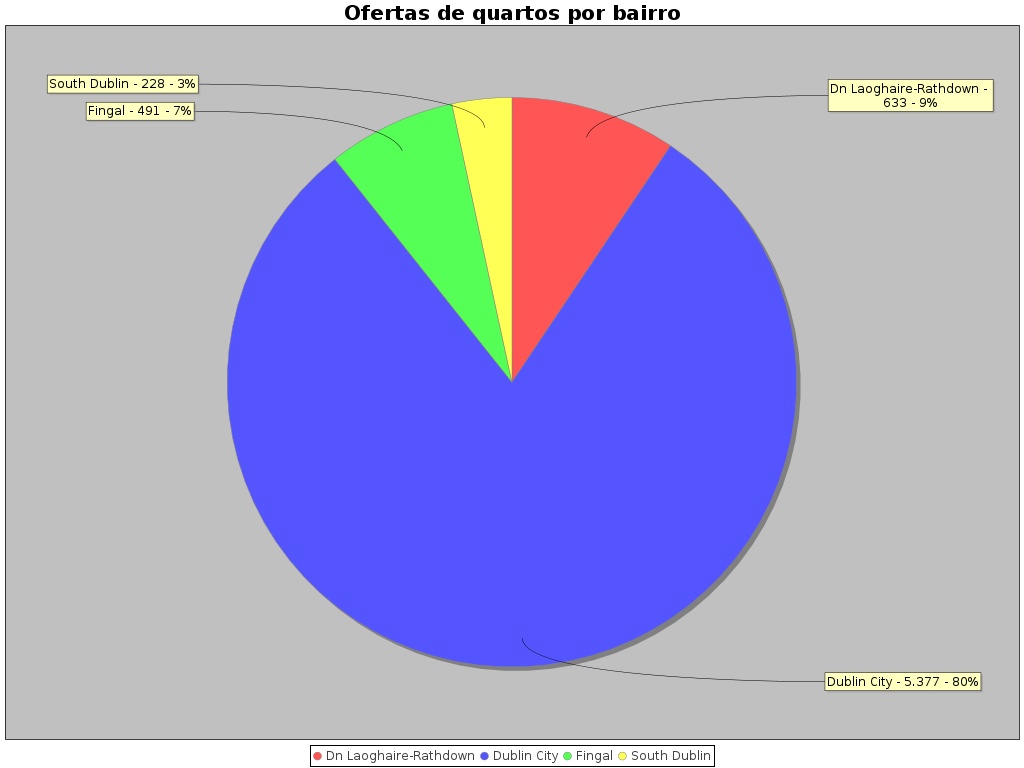 Ofertas de quartos por bairro
South Dublin - 228 - 3%
Fingal - 491 - 7%
Dn Laoghaire-Rathdown -
633 - 9%
Dublin City - 5.377 - 80%
Dn Laoghaire-Rathdown Dublin City Fingal South Dublin